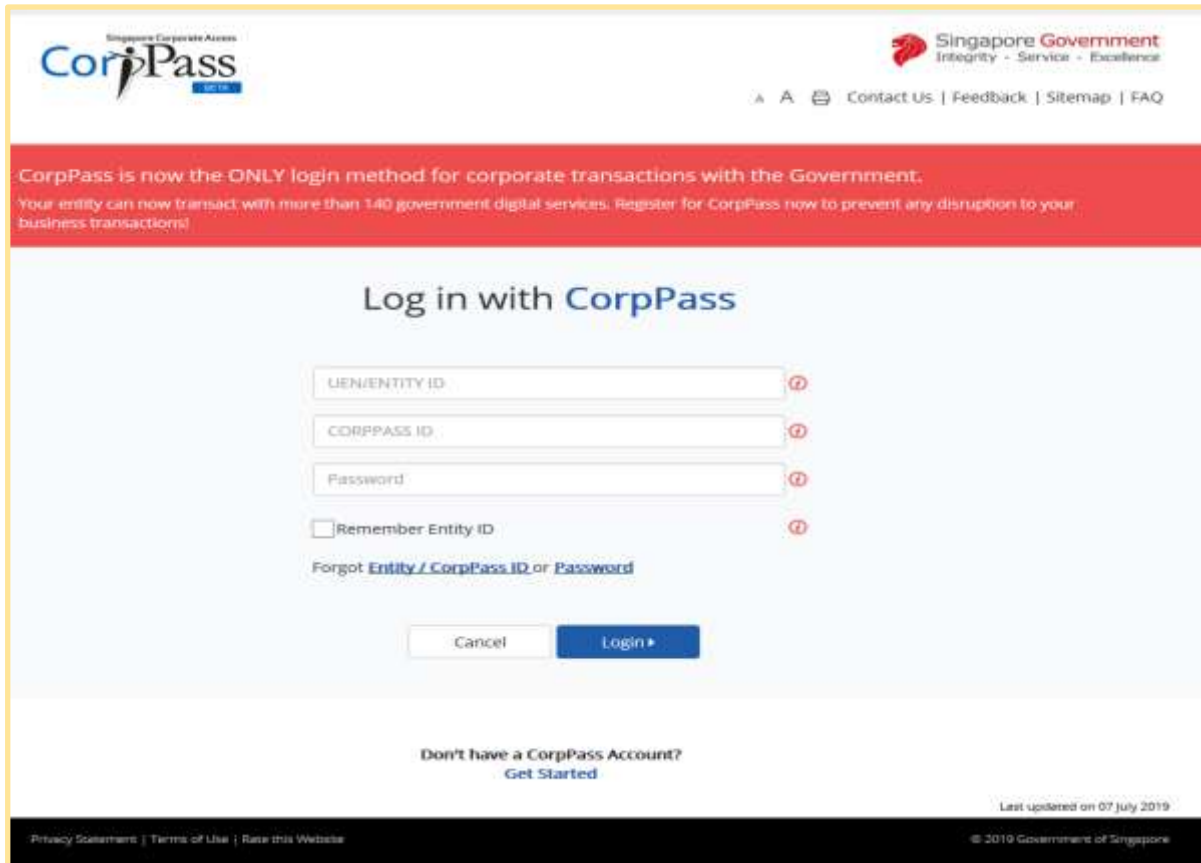 Singapore Corporate Access
CorpPass
BETA
Singapore Government
Integrity - Service - Excellence
A A Contact Us | Feedback | Sitemap | FAQ
CorpPass is now the ONLY login method for corporate transactions with the Government.
Your entity can now transact with more than 140 government digital services. Register for CorpPass now to prevent any disruption to your
business transactions!
Log in with CorpPass
UEN/ENTITY ID
CORPPASS ID
Password
Remember Entity ID
Forgot Entity / CorpPass ID or Password
Cancel Login
Don't have a CorpPass Account?
Get Started
Last updated on 07 July 2019
Privacy Statement | Terms of Use | Rate this Website © 2019 Government of Singapore